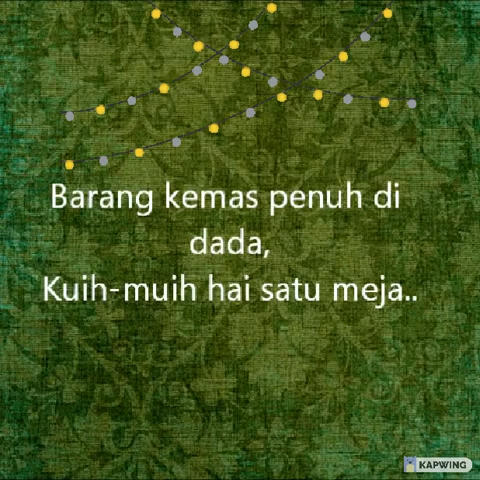 Barang kemas penuh di
dada,
Kuih-muih hai satu meja..
KAPWING